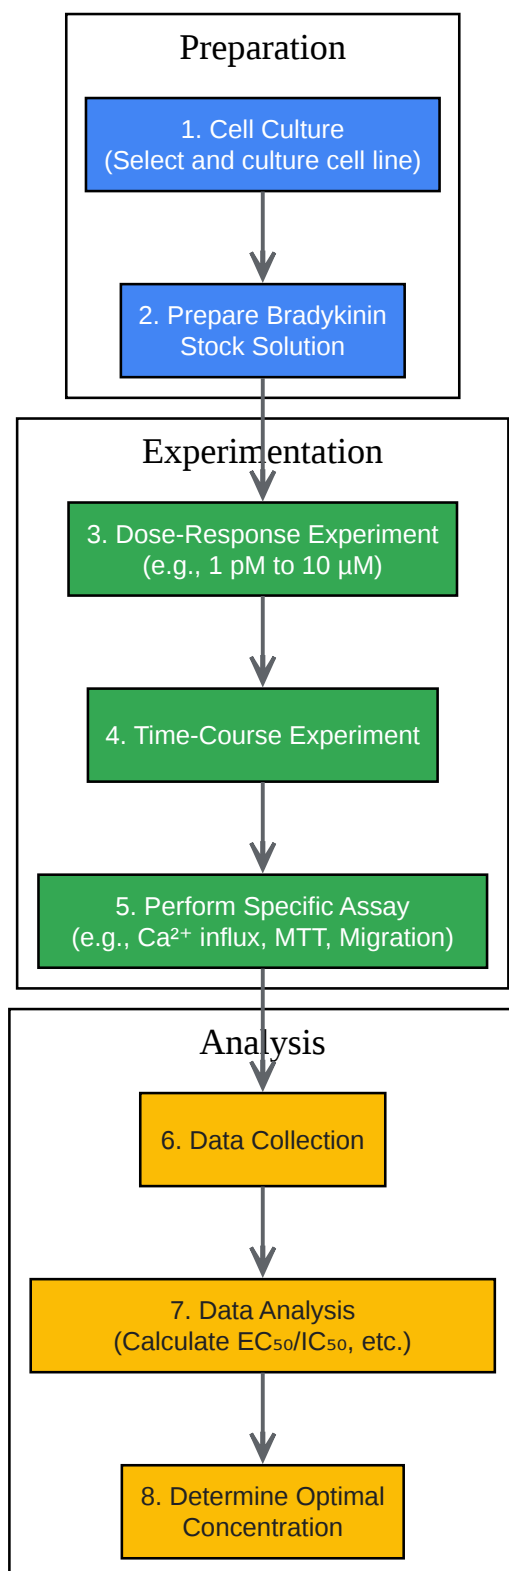 Preparation
1. Cell Culture
(Select and culture cell line)
2. Prepare Bradykinin
Stock Solution
Experimentation
3. Dose-Response Experiment
(e.g., 1 pM to 10 µM)
4. Time-Course Experiment
5. Perform Specific Assay
(e.g., Ca²⁺ influx, MTT, Migration)
Analysis
6. Data Collection
7. Data Analysis
(Calculate EC₅₀/IC₅₀, etc.)
8. Determine Optimal
Concentration